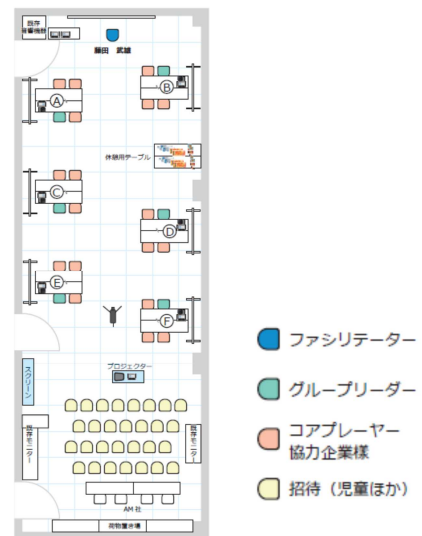 既存
音響機器
藤田 武雄
A
B
休憩用テーブル
C
D
E
F
プロジェクター
スクリーン
既存モニター
既存モニター
AM 社
荷物置き場
ファシリテーター
グループリーダー
コアプレーヤー
協力企業様
招待（児童ほか）